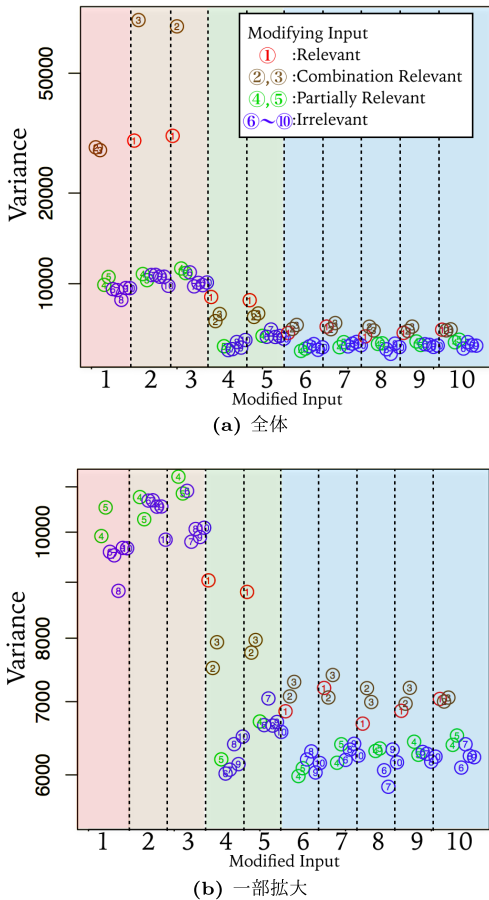 Modifying Input
①:Relevant
②,③:Combination Relevant
④,⑤:Partially Relevant
⑥~⑩:Irrelevant
Variance
50000
20000
10000
1 2 3 4 5 6 7 8 9 10
Modified Input
(a) 全体
Variance
10000
8000
7000
6000
1 2 3 4 5 6 7 8 9 10
Modified Input
(b) 一部拡大